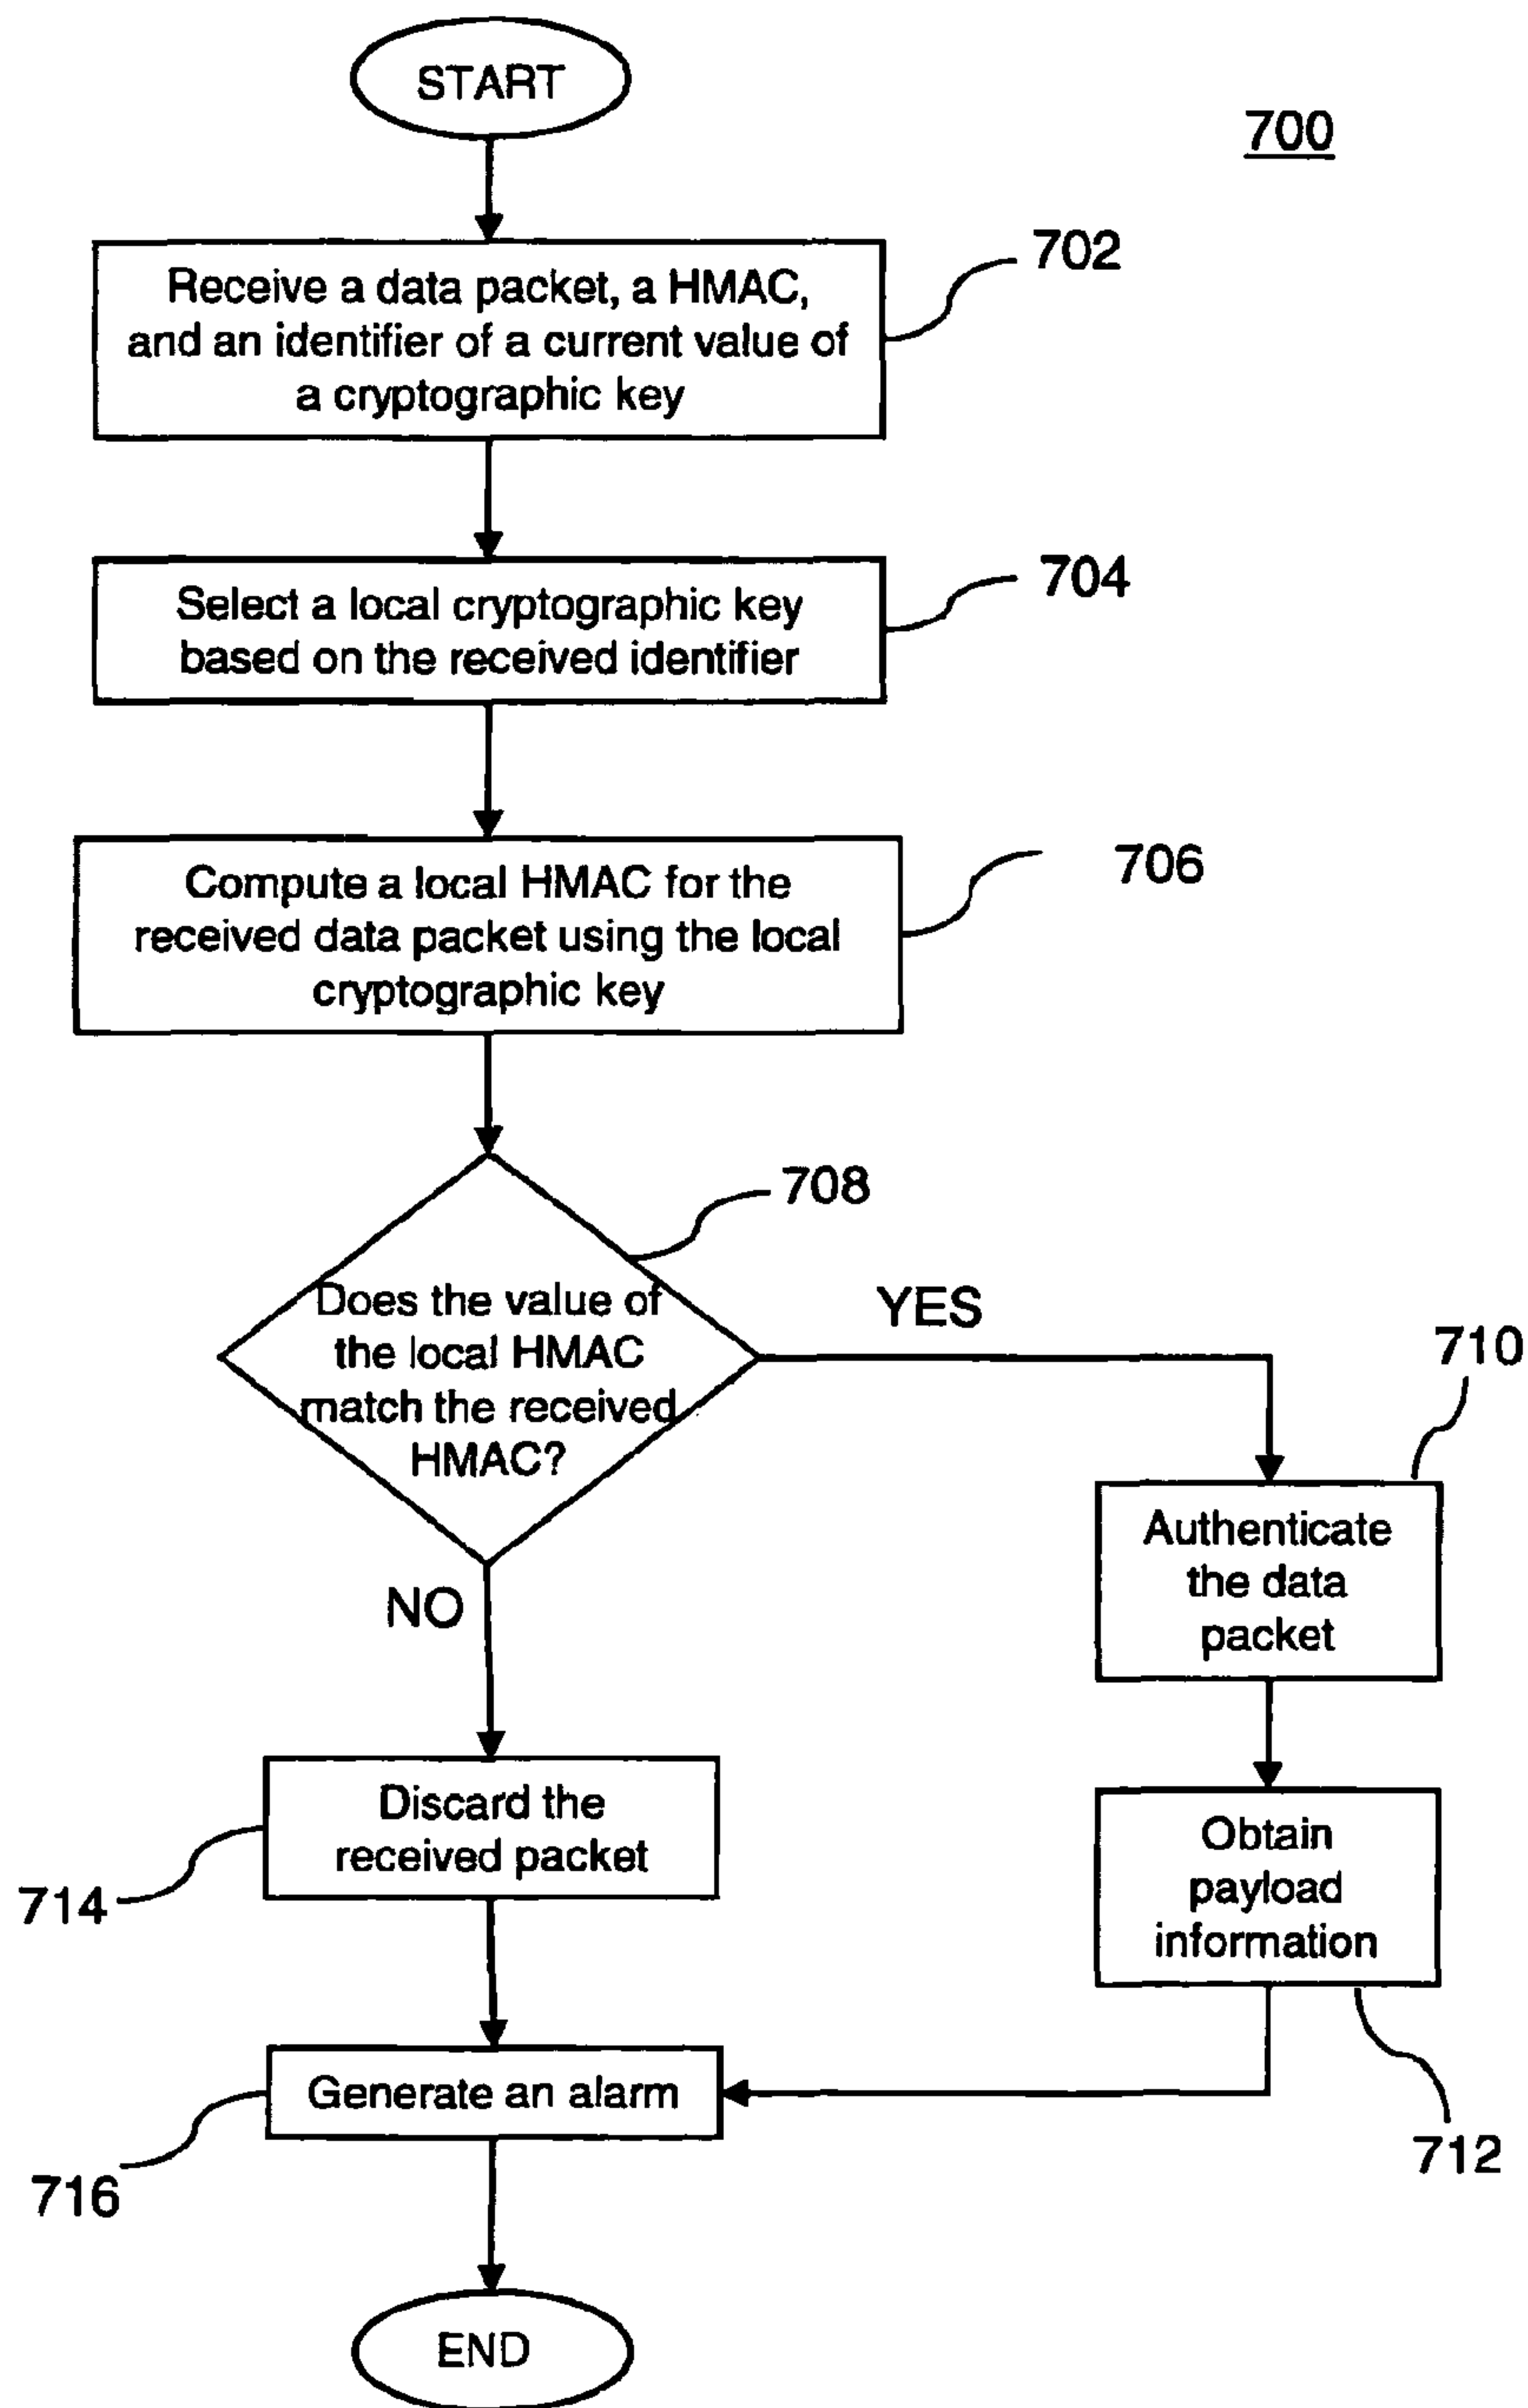 START
700
702
Receive a data packet, a HMAC,
and an identifier of a current value of
a cryptographic key
704
Select a local cryptographic key
based on the received identifier
706
Compute a local HMAC for the
received data packet using the local
cryptographic key
708
Does the value of
the local HMAC
match the received
HMAC?
YES
710
Authenticate
the data
packet
NO
Discard the
received packet
714
Obtain
payload
information
712
Generate an alarm
716
END